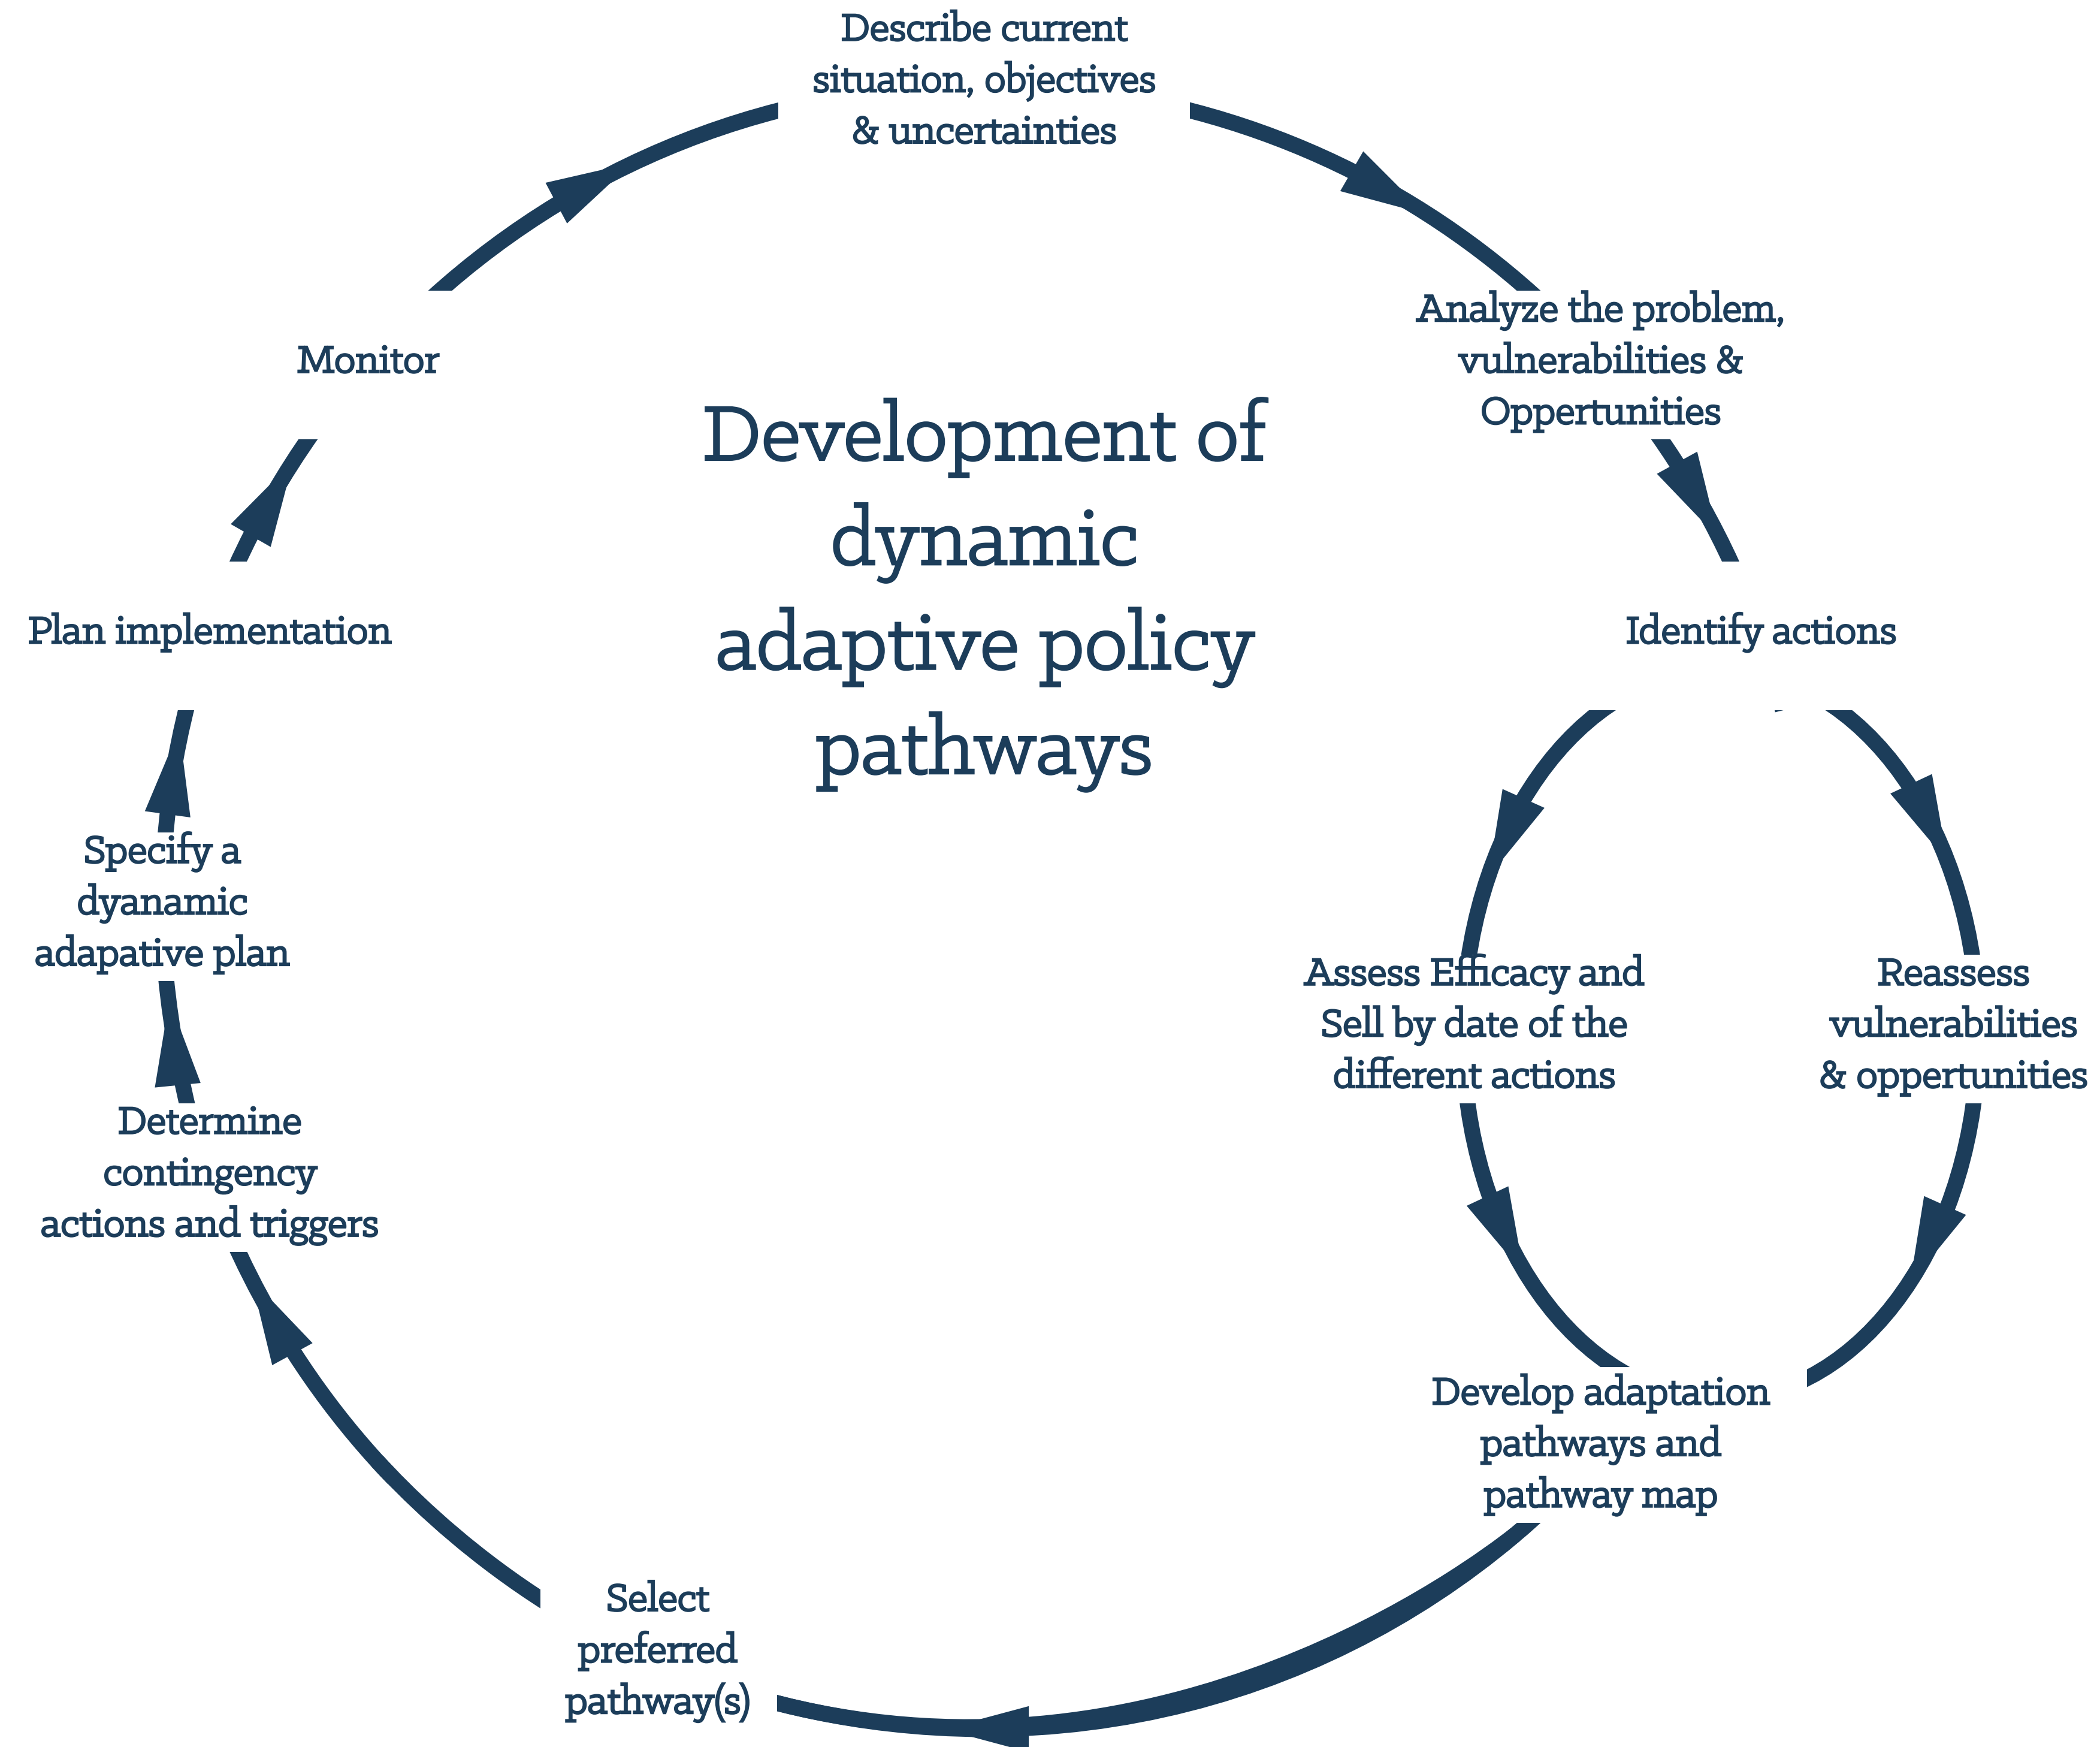 Describe current
situation, objectives
& uncertainties
Analyze the problem,
vulnerabilities &
Oppertunities
Monitor
Development of
dynamic
adaptive policy
pathways
Plan implementation
Identify actions
Specify a
dyanamic
adapative plan
Assess Efficacy and
Sell by date of the
different actions
Reassess
vulnerabilities
& oppertunities
Determine
contingency
actions and triggers
Develop adaptation
pathways and
pathway map
Select
preferred
pathway(s)